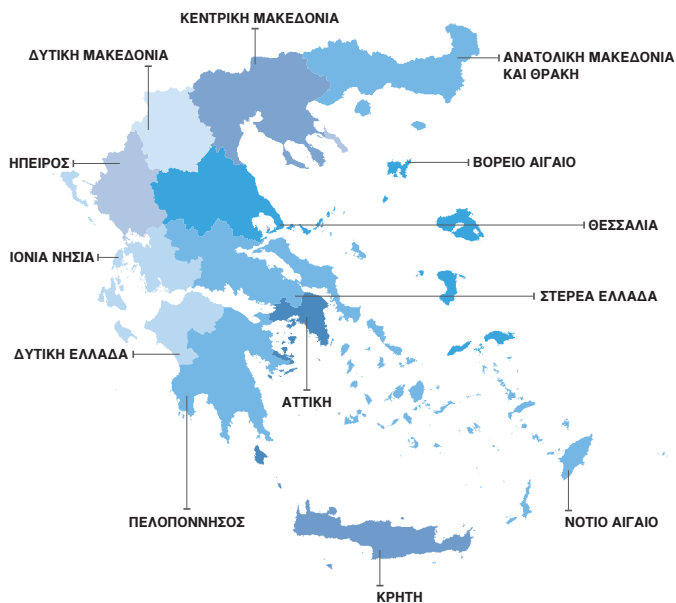 ΚΕΝΤΡΙΚΗ ΜΑΚΕΔΟΝΙΑ
ΔΥΤΙΚΗ ΜΑΚΕΔΟΝΙΑ
ΑΝΑΤΟΛΙΚΗ ΜΑΚΕΔΟΝΙΑ
ΚΑΙ ΘΡΑΚΗ
ΗΠΕΙΡΟΣ
ΒΟΡΕΙΟ ΑΙΓΑΙΟ
ΘΕΣΣΑΛΙΑ
ΙΟΝΙΑ ΝΗΣΙΑ
ΣΤΕΡΕΑ ΕΛΛΑΔΑ
ΔΥΤΙΚΗ ΕΛΛΑΔΑ
ΑΤΤΙΚΗ
ΠΕΛΟΠΟΝΝΗΣΟΣ
ΝΟΤΙΟ ΑΙΓΑΙΟ
ΚΡΗΤΗ